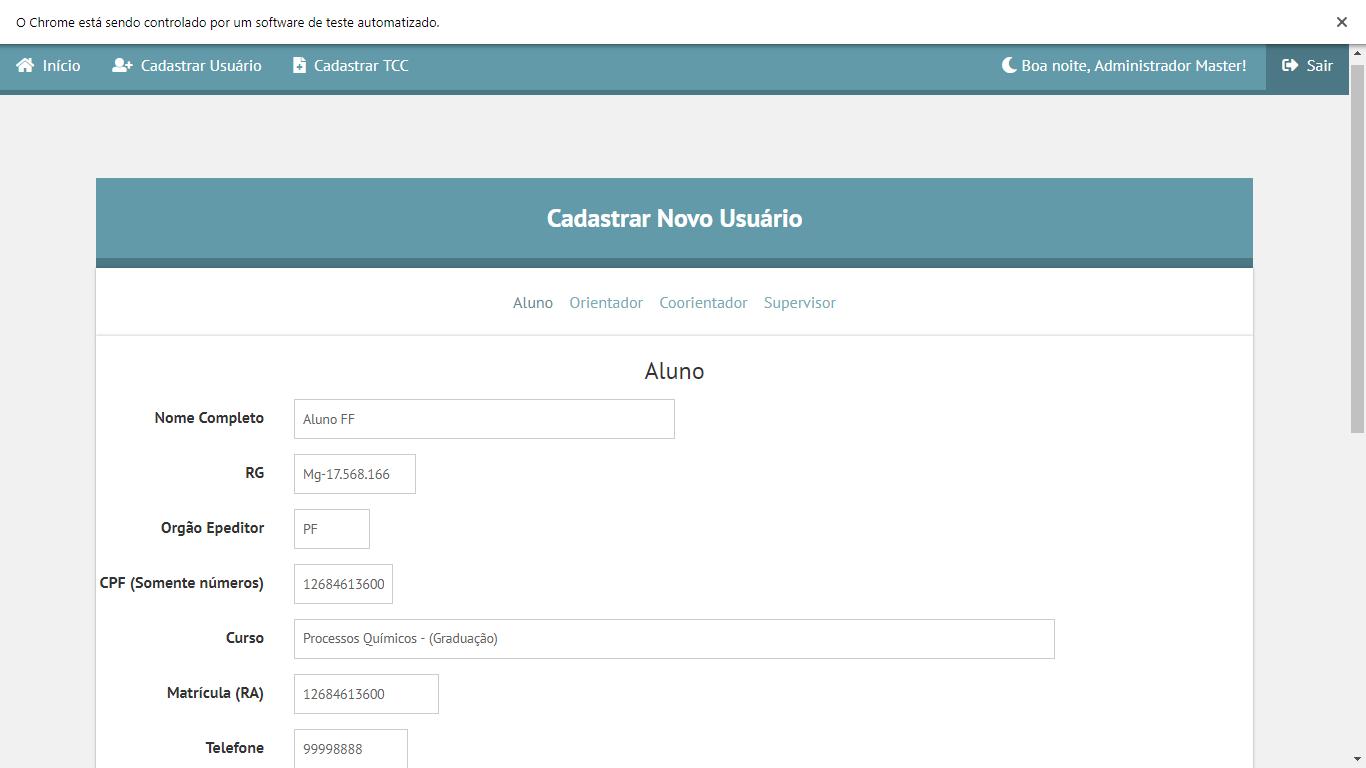 O Chrome está sendo controlado por um software de teste automatizado.
Início Cadastrar Usuário Cadastrar TCC Boa noite, Administrador Master! Sair
Cadastrar Novo Usuário
Aluno Orientador Coorientador Supervisor
Aluno
Nome Completo Aluno FF
RG Mg-17.568.166
Orgão Epeditor PF
CPF (Somente números) 12684613600
Curso Processos Químicos - (Graduação)
Matrícula (RA) 12684613600
Telefone 99998888